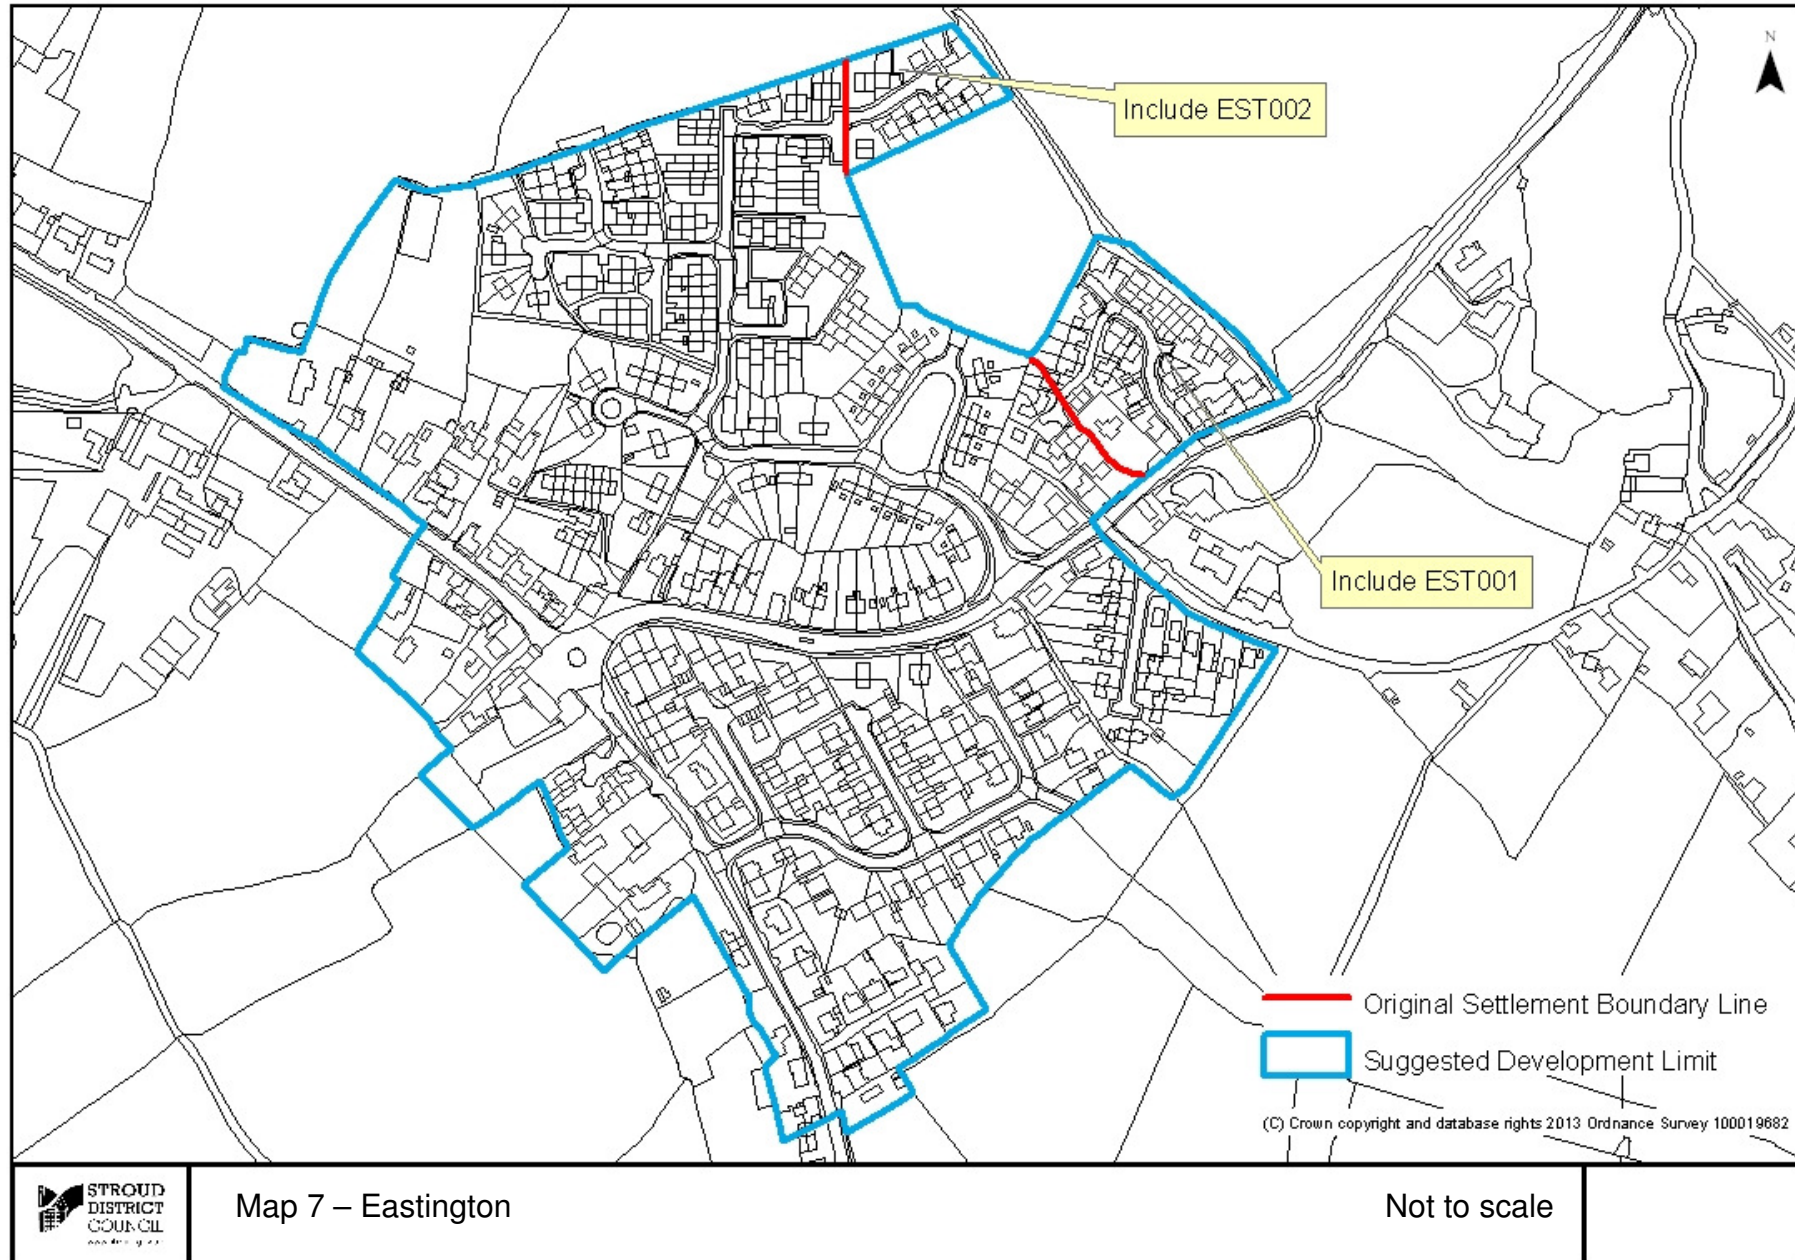 N
Include EST002
Include EST001
Original Settlement Boundary Line
Suggested Development Limit
(C) Crown copyright and database rights 2013 Ordnance Survey 100019682
STROUD
DISTRICT
COUNCIL
Map 7 – Eastington
Not to scale